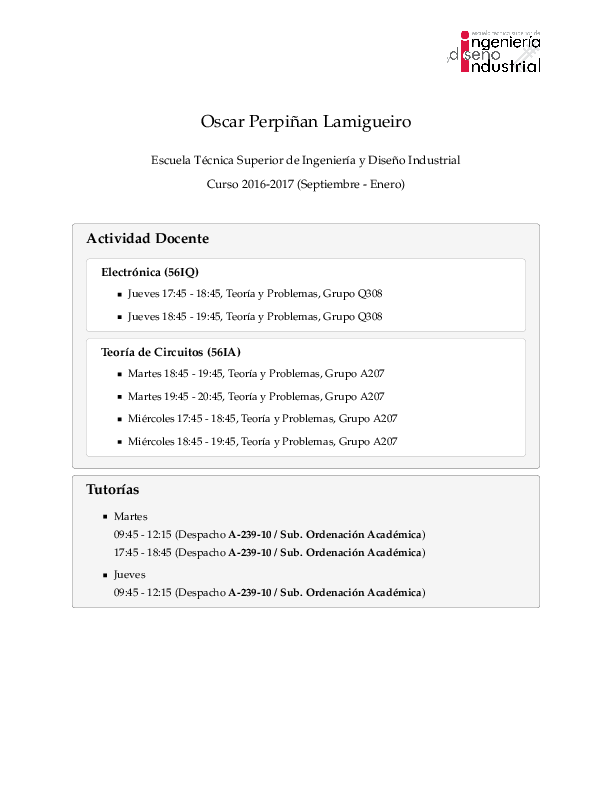 escuela técnica superior de
ingeniería
y diseño
industrial
Oscar Perpiñan Lamigueiro
Escuela Técnica Superior de Ingeniería y Diseño Industrial
Curso 2016-2017 (Septiembre - Enero)
Actividad Docente
Electrónica (56IQ)
Jueves 17:45 - 18:45, Teoría y Problemas, Grupo Q308
Jueves 18:45 - 19:45, Teoría y Problemas, Grupo Q308
Teoría de Circuitos (56IA)
Martes 18:45 - 19:45, Teoría y Problemas, Grupo A207
Martes 19:45 - 20:45, Teoría y Problemas, Grupo A207
Miércoles 17:45 - 18:45, Teoría y Problemas, Grupo A207
Miércoles 18:45 - 19:45, Teoría y Problemas, Grupo A207
Tutorías
Martes
09:45 - 12:15 (Despacho A-239-10 / Sub. Ordenación Académica)
17:45 - 18:45 (Despacho A-239-10 / Sub. Ordenación Académica)
Jueves
09:45 - 12:15 (Despacho A-239-10 / Sub. Ordenación Académica)